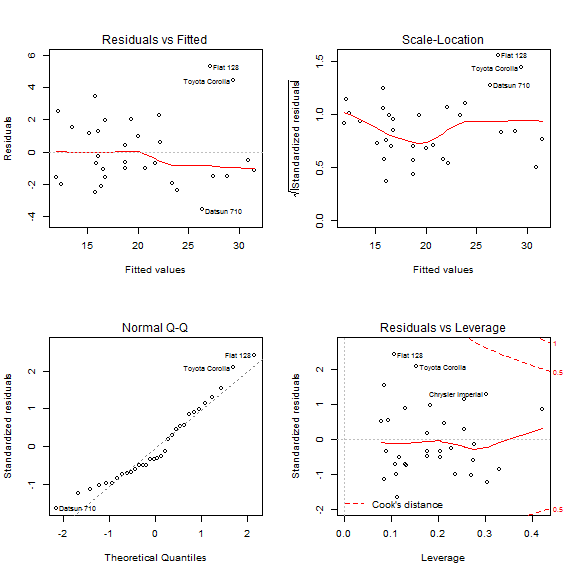 Residuals vs Fitted
Residuals
6
4
2
0
-2
-4
Fiat 128
Toyota Corolla
Datsun 710
15 20 25 30
Fitted values
Scale-Location
√|Standardized residuals|
1.5
1.0
0.5
0.0
Fiat 128
Toyota Corolla
Datsun 710
15 20 25 30
Fitted values
Normal Q-Q
Standardized residuals
2
1
0
-1
Fiat 128
Toyota Corolla
Datsun 710
-2 -1 0 1 2
Theoretical Quantiles
Residuals vs Leverage
Standardized residuals
2
1
0
-1
-2
Fiat 128
Toyota Corolla
Chrysler Imperial
1
0.5
0.5
Cook's distance
0.0 0.1 0.2 0.3 0.4
Leverage